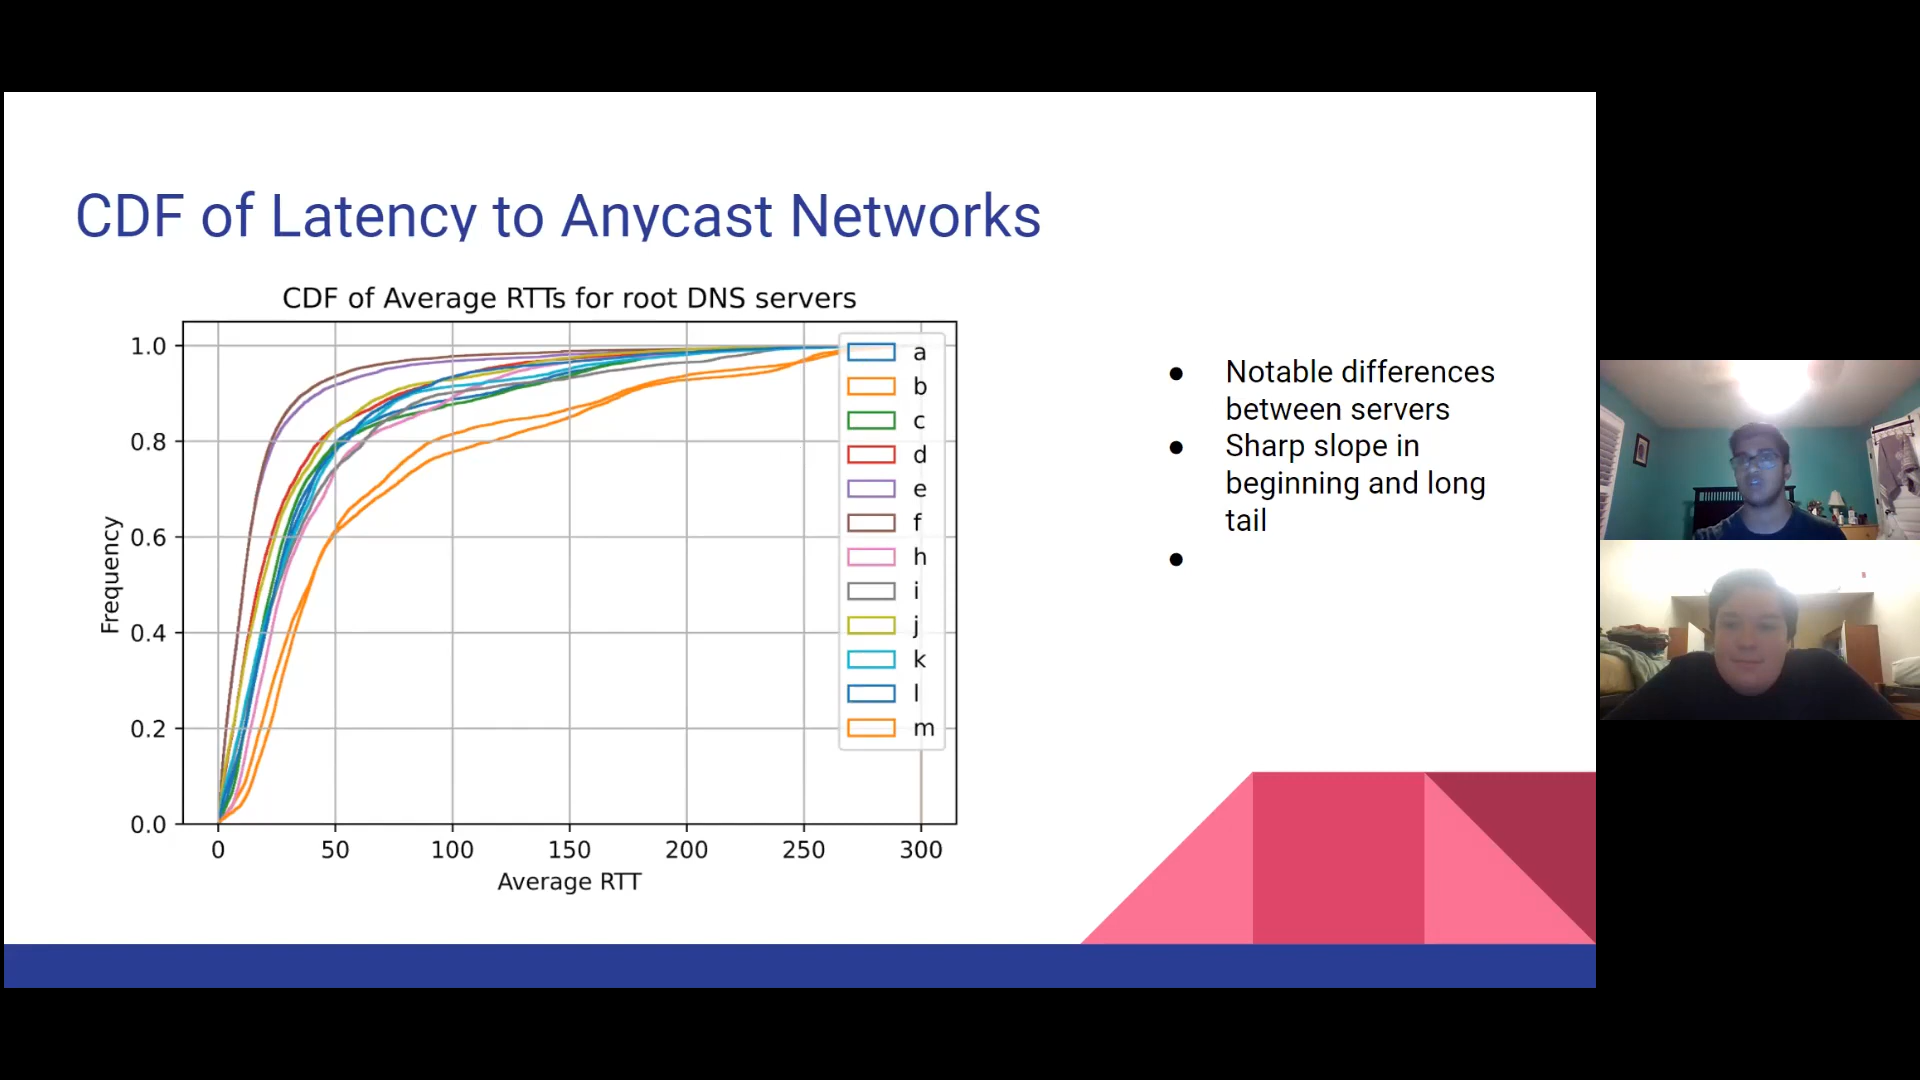 CDF of Latency to Anycast Networks
CDF of Average RTTs for root DNS servers
1.0
0.8
0.6
0.4
0.2
0.0
Frequency
0 50 100 150 200 250 300
Average RTT
a
b
c
d
e
f
h
i
j
k
l
m
● Notable differences
between servers
● Sharp slope in
beginning and long
tail
●